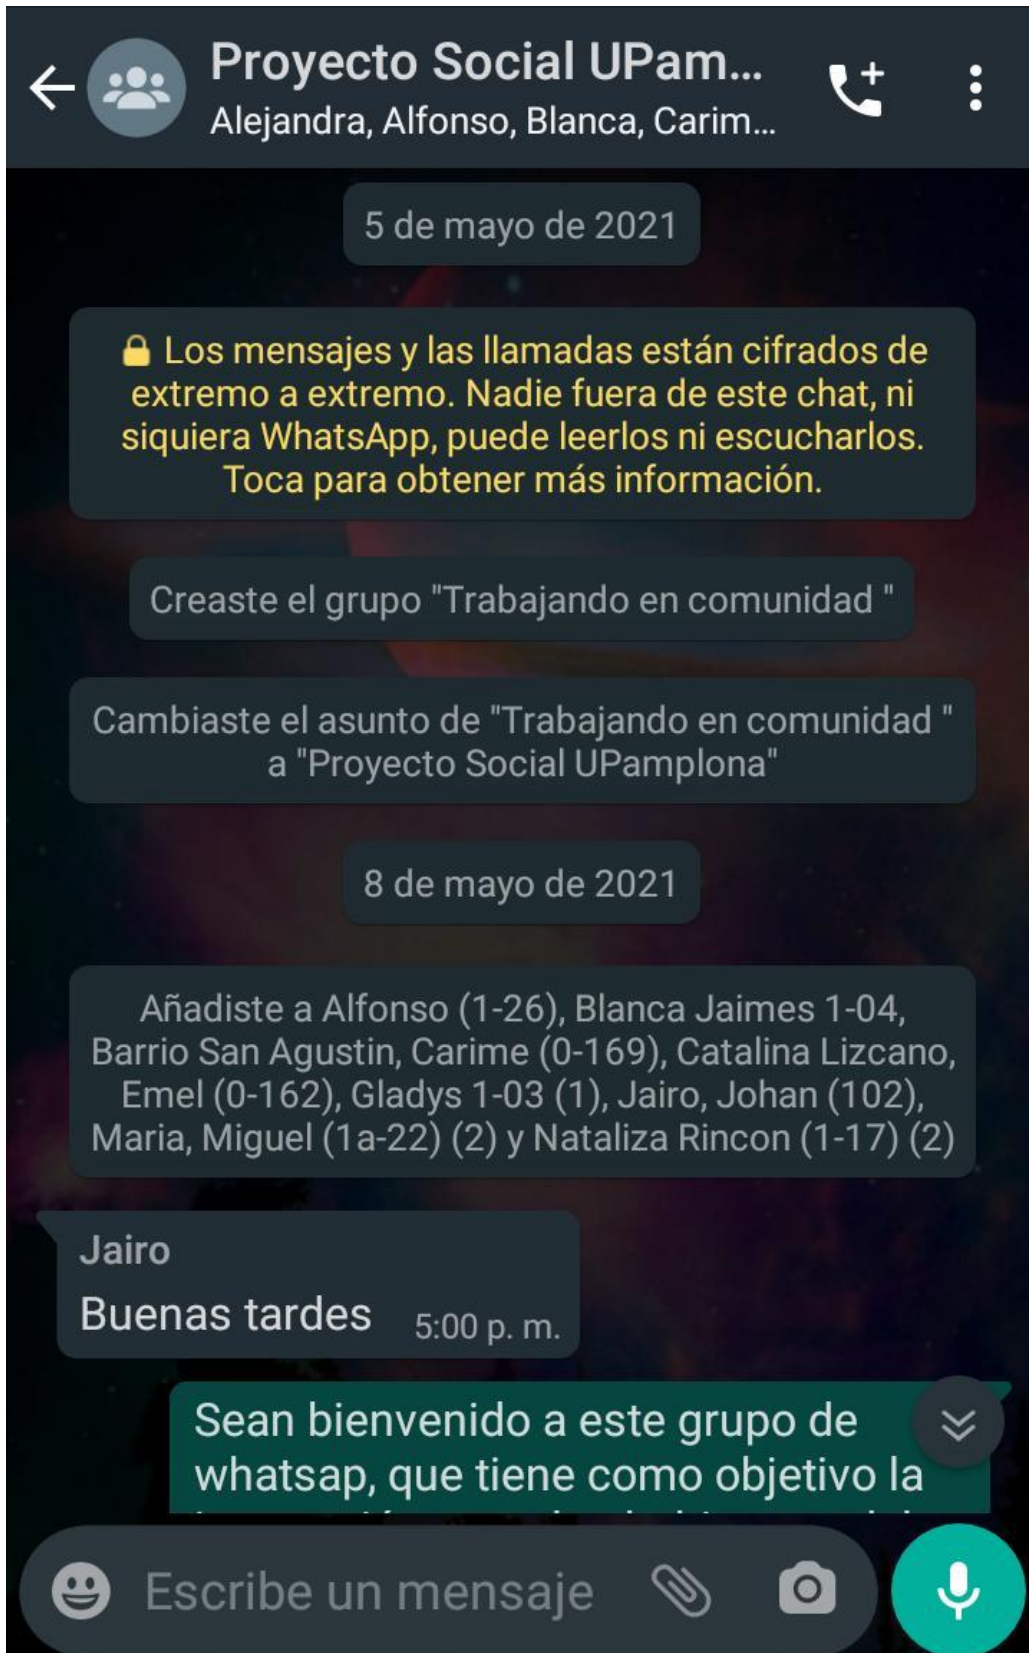 Proyecto Social UPam...
Alejandra, Alfonso, Blanca, Carim...
5 de mayo de 2021
Los mensajes y las llamadas están cifrados de
extremo a extremo. Nadie fuera de este chat, ni
siquiera WhatsApp, puede leerlos ni escucharlos.
Toca para obtener más información.
Creaste el grupo "Trabajando en comunidad "
Cambiaste el asunto de "Trabajando en comunidad "
a "Proyecto Social UPamplona"
8 de mayo de 2021
Añadiste a Alfonso (1-26), Blanca Jaimes 1-04,
Barrio San Agustin, Carime (0-169), Catalina Lizcano,
Emel (0-162), Gladys 1-03 (1), Jairo, Johan (102),
Maria, Miguel (1a-22) (2) y Nataliza Rincon (1-17) (2)
Jairo
Buenas tardes 5:00 p. m.
Sean bienvenido a este grupo de
whatsap, que tiene como objetivo la
Escribe un mensaje